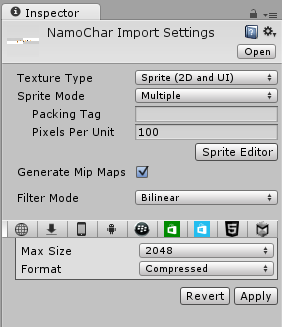 Inspector
NamoChar Import Settings
Open
Texture Type Sprite (2D and UI)
Sprite Mode Multiple
Packing Tag
Pixels Per Unit 100
Sprite Editor
Generate Mip Maps
Filter Mode Bilinear
Max Size 2048
Format Compressed
Revert Apply